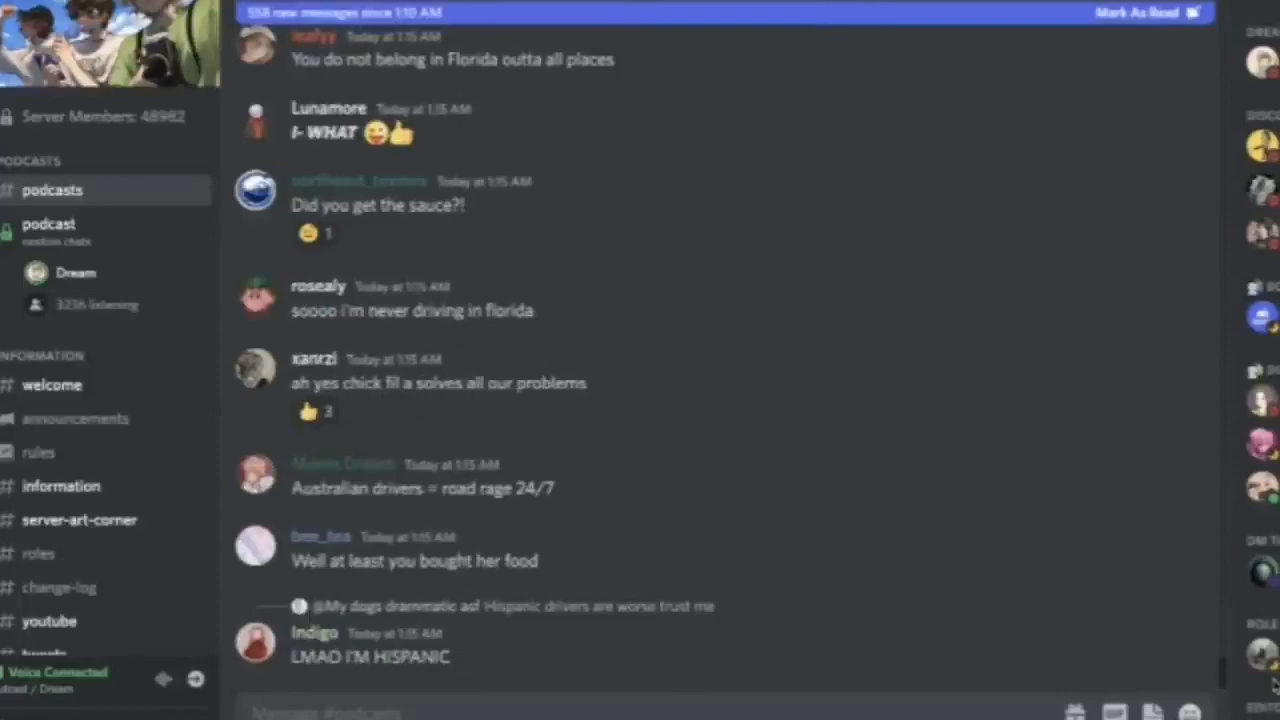 558 new messages since 1:10 AM Mark As Read
Server Members: 48982
PODCASTS
podcasts
podcast
random chats
Dream
3236 listening
INFORMATION
welcome
announcements
rules
information
server-art-corner
roles
change-log
youtube
tweets
Voice Connected
/ Dream
leafyy Today at 1:15 AM
You do not belong in Florida outta all places
Lunamore Today at 1:15 AM
I- WHAT 😜👍
Today at 1:15 AM
Did you get the sauce?!
1
rosealy Today at 1:15 AM
soooo i'm never driving in florida
xanrzi Today at 1:15 AM
ah yes chick fil a solves all our problems
👍 3
Today at 1:15 AM
Australian drivers = road rage 24/7
bee_tea Today at 1:15 AM
Well at least you bought her food
@My dogs drammatic asf Hispanic drivers are worse trust me
Indigo Today at 1:15 AM
LMAO I'M HISPANIC
Message #podcasts